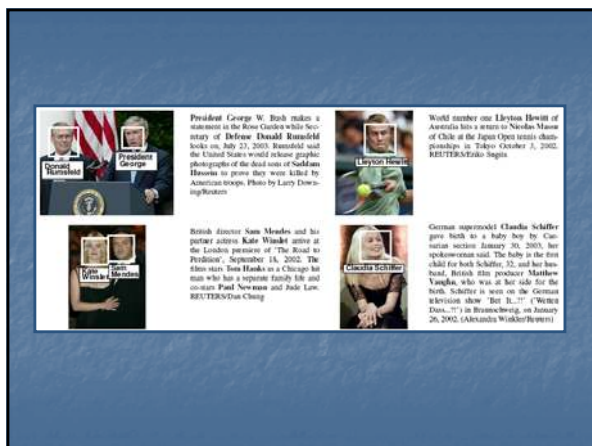 Donald
Rumsfeld
President
George
President George W. Bush makes a
statement in the Rose Garden while Sec-
retary of Defense Donald Rumsfeld
looks on, July 23, 2003. Rumsfeld said
the United States would release graphic
photographs of the dead sons of Saddam
Hussein to prove they were killed by
American troops. Photo by Larry Down-
ing/Reuters
Lleyton Hewitt
World number one Lleyton Hewitt of
Australia hits a return to Nicolas Massu
of Chile at the Japan Open tennis cham-
pionships in Tokyo October 3, 2002.
REUTERS/Eriko Sugita
Kate
Winslet
Sam
Mendes
British director Sam Mendes and his
partner actress Kate Winslet arrive at
the London premiere of 'The Road to
Perdition', September 18, 2002. The
film stars Tom Hanks as a Chicago hit
man who has a separate family life and
co-stars Paul Newman and Jude Law.
REUTERS/Dan Chung
Claudia Schiffer
German supermodel Claudia Schiffer
gave birth to a baby boy by Cae-
sarian section January 30, 2003, her
spokeswoman said. The baby is the first
child for both Schiffer, 32, and her hus-
band, British film producer Matthew
Vaughn, who was at her side for the
birth. Schiffer is seen on the German
television show 'Bet It...?!' ('Wetten
Dass...?!') in Braunschweig, on January
26, 2002. (Alexandra Winkler/Reuters)